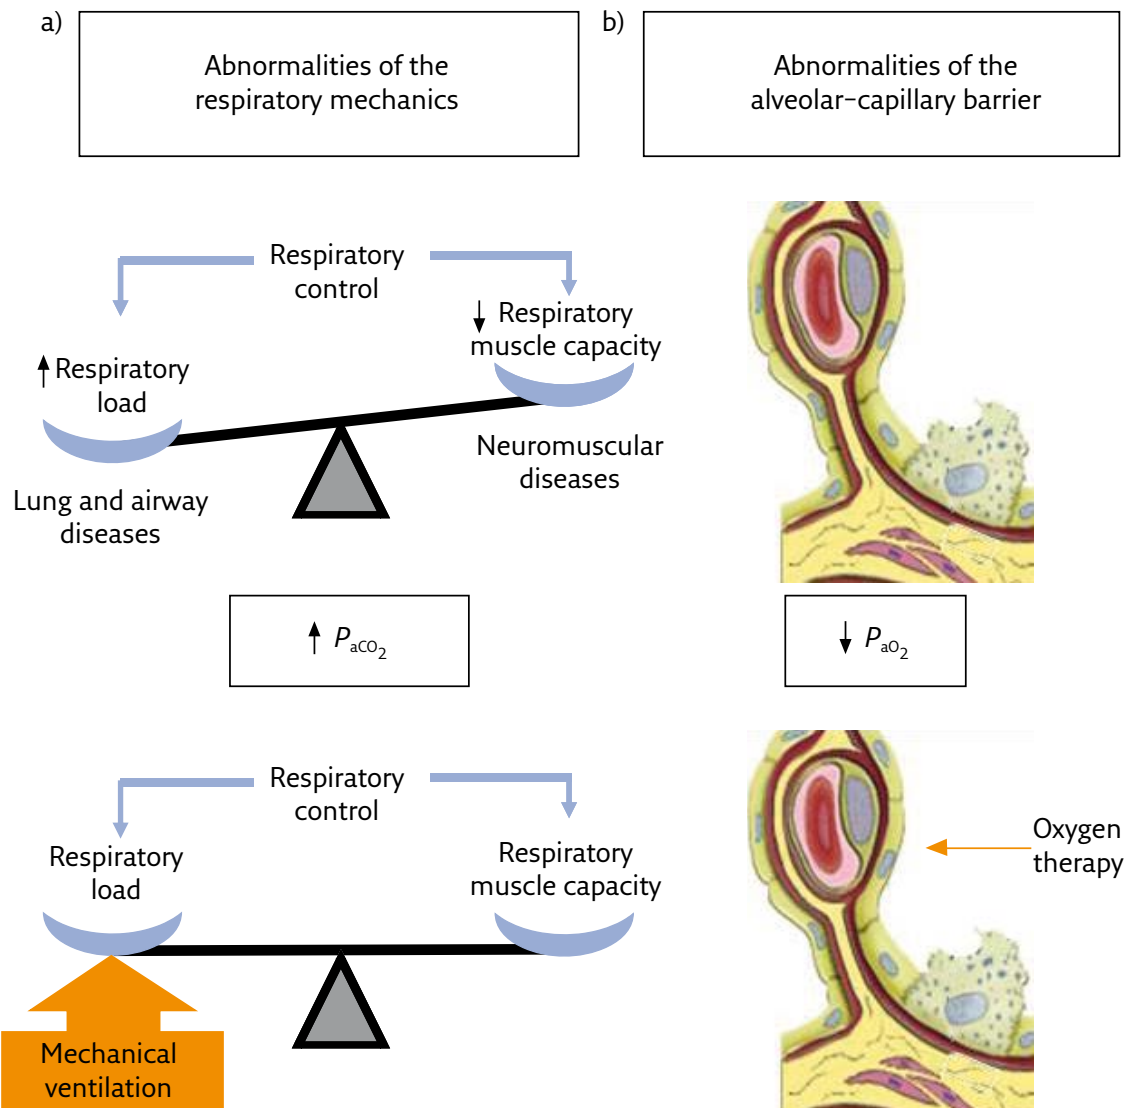 a)
Abnormalities of the
respiratory mechanics
b)
Abnormalities of the
alveolar–capillary barrier
Respiratory
control
↑ Respiratory
load
↓ Respiratory
muscle capacity
Lung and airway
diseases
Neuromuscular
diseases
↑ PaCO2
↓ PaO2
Respiratory
control
Respiratory
load
Respiratory
muscle capacity
Mechanical
ventilation
Oxygen
therapy